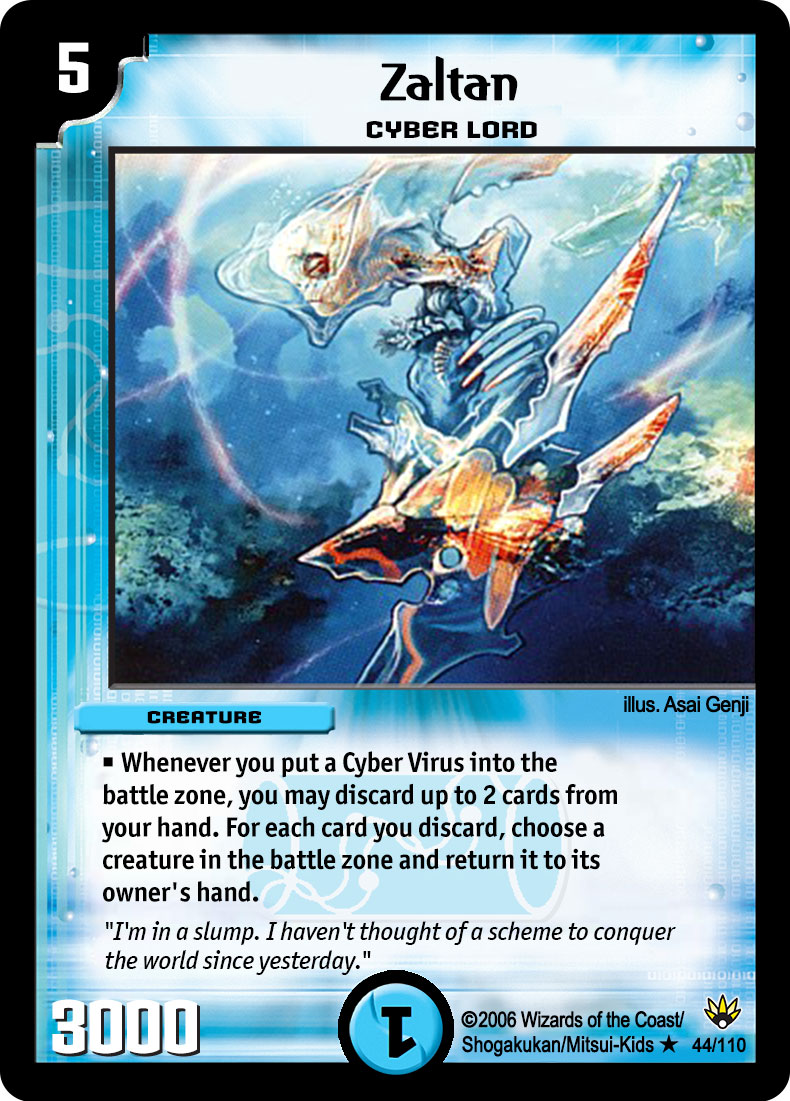 5
Zaltan
CYBER LORD
illus. Asai Genji
CREATURE
▪ Whenever you put a Cyber Virus into the
battle zone, you may discard up to 2 cards from
your hand. For each card you discard, choose a
creature in the battle zone and return it to its
owner's hand.
"I'm in a slump. I haven't thought of a scheme to conquer
the world since yesterday."
3000
1
©2006 Wizards of the Coast/
Shogakukan/Mitsui-Kids ★ 44/110